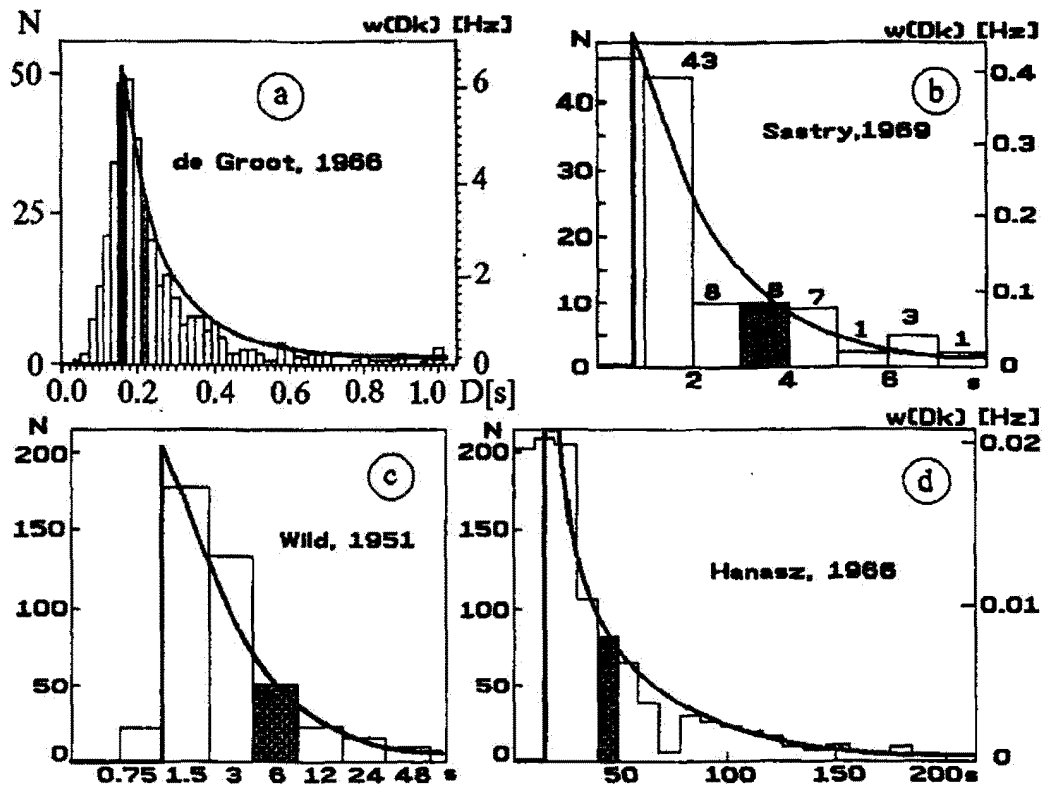 N w(Dk) [Hz]
50 6
a
de Groot, 1966
4
25
2
0 0
0.0 0.2 0.4 0.6 0.8 1.0 D[s]
w(Dk) [Hz]
N
43 0.4
b
40
Sastry,1969
0.3
30
0.2
20
8 8 7 0.1
10
1 3 1
0 0
2 4 6 s
N
200
c
150
Wild, 1951
100
50
0
0.75 1.5 3 6 12 24 48 s
w(Dk) [Hz]
N
200 0.02
d
150
Hanasz, 1966
100 0.01
50
0 0
50 100 150 200s